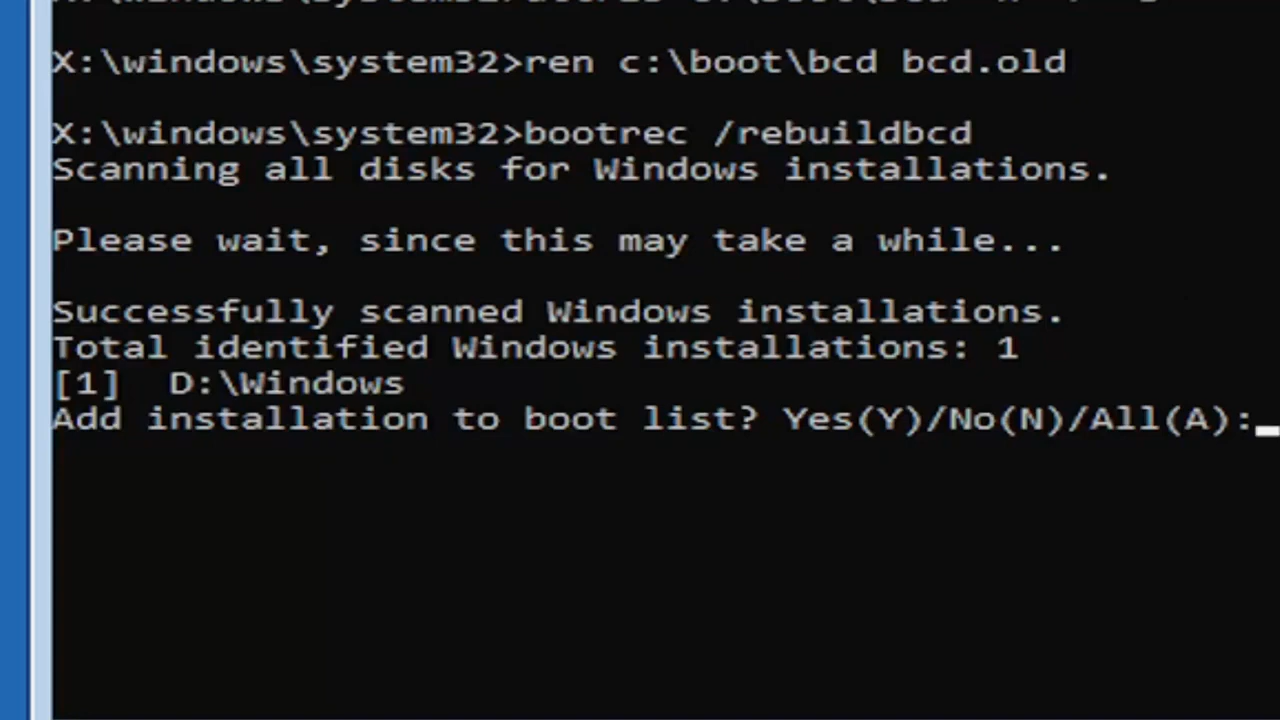 X:\windows\system32>ren c:\boot\bcd bcd.old
X:\windows\system32>bootrec /rebuildbcd
Scanning all disks for Windows installations.
Please wait, since this may take a while...
Successfully scanned Windows installations.
Total identified Windows installations: 1
[1]  D:\Windows
Add installation to boot list? Yes(Y)/No(N)/All(A):